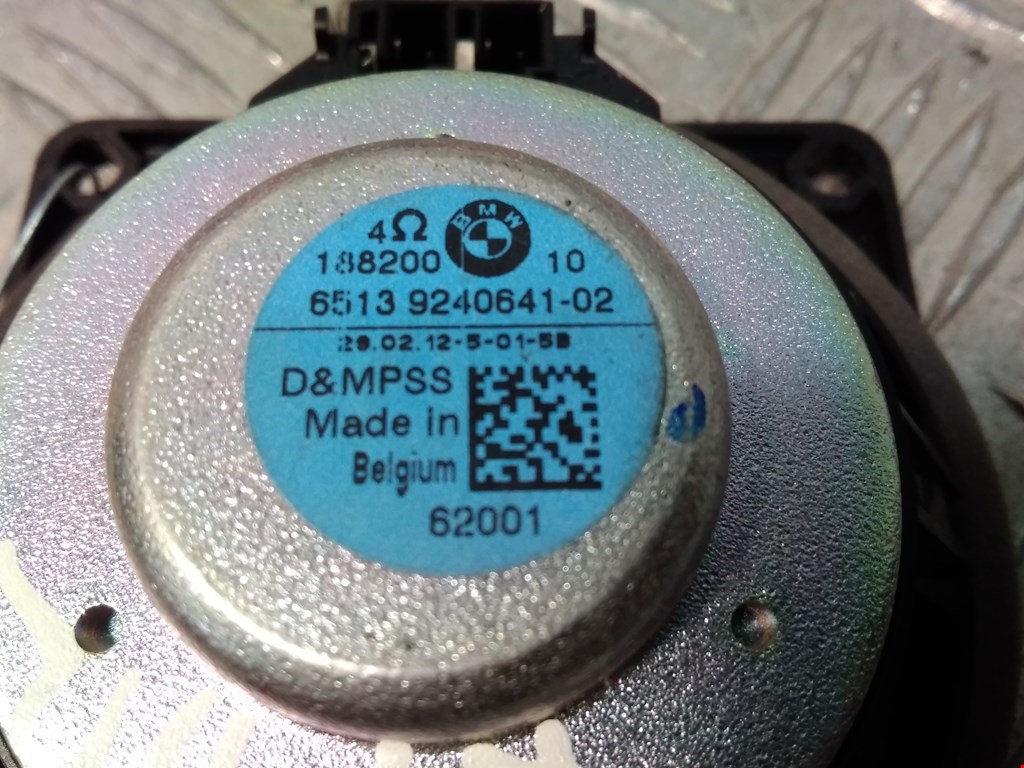 4Ω BMW
188200 10
6513 9240641-02
29.02.12-5-01-5B
D&MPSS
Made in
Belgium
62001